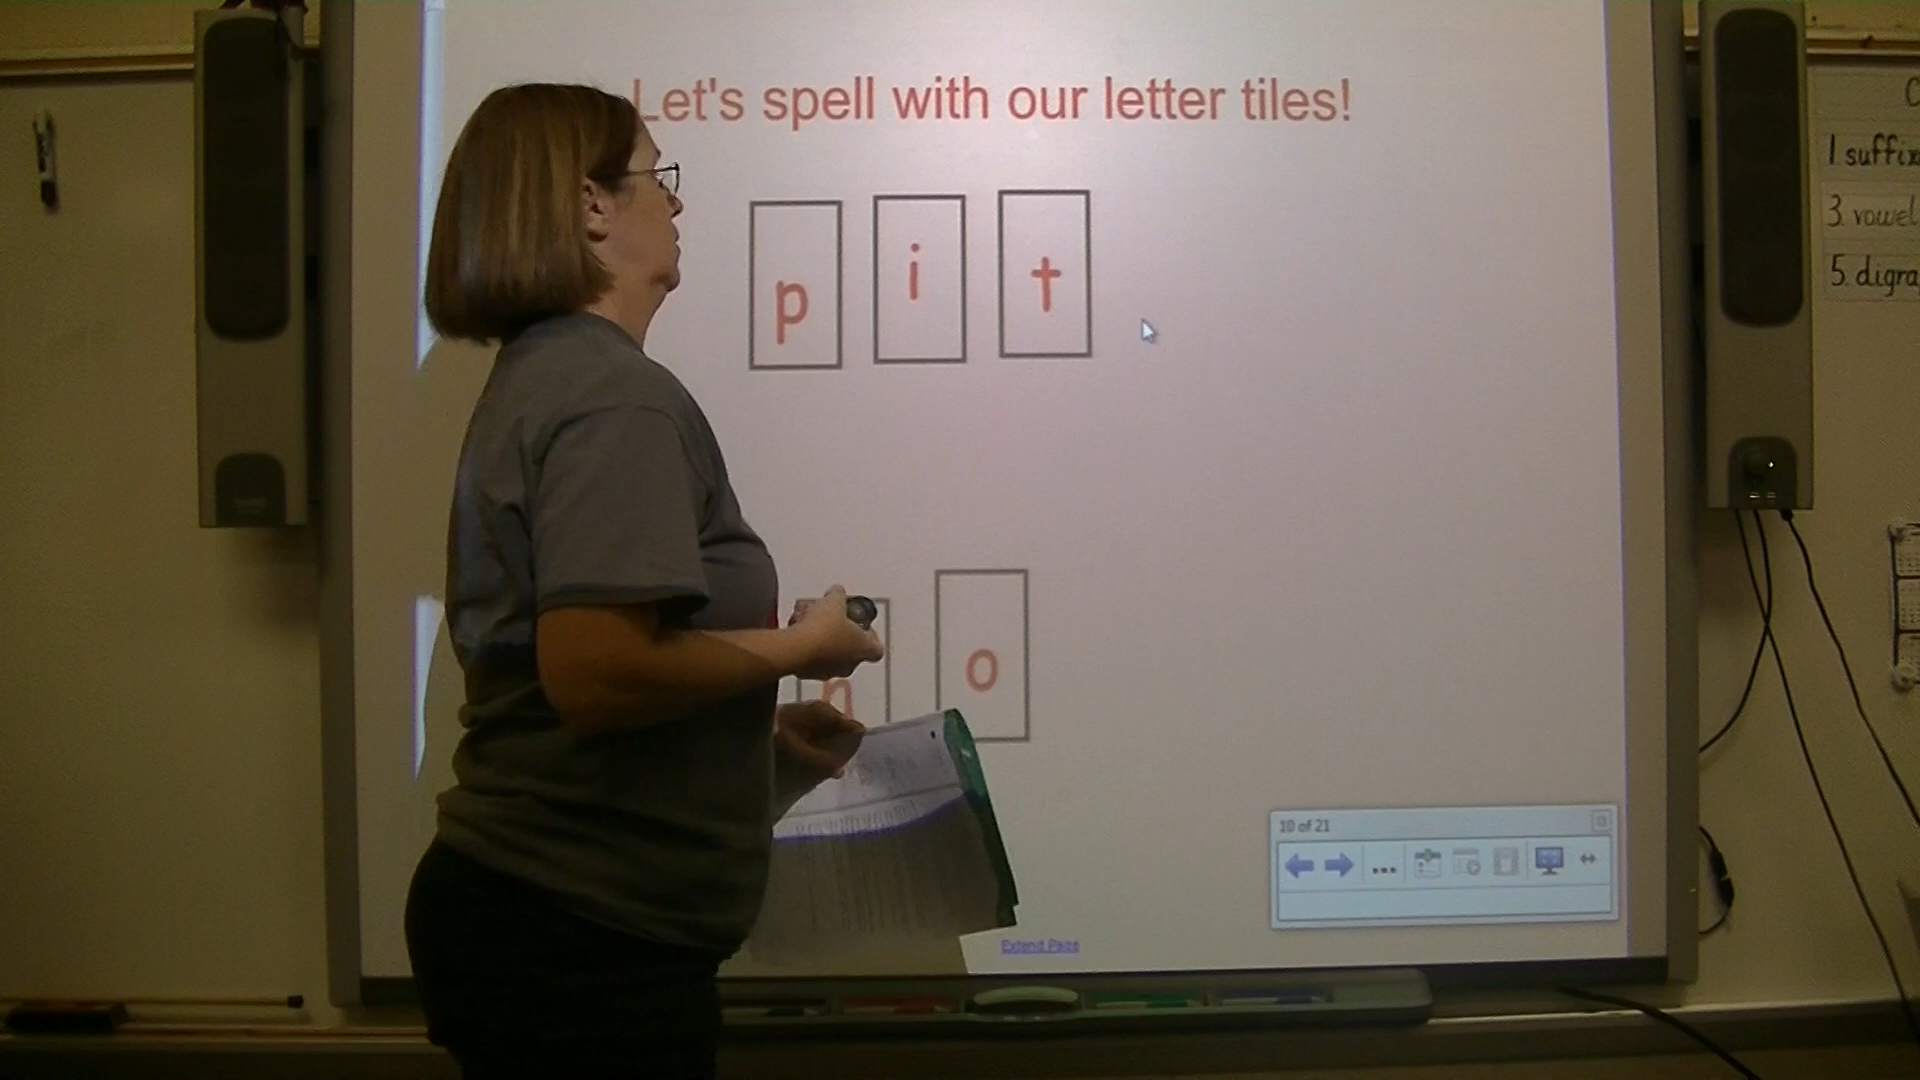 Let's spell with our letter tiles!
p i t
n o
10 of 21
Extend Page
C
1. suffix
3. vowel
5. digra